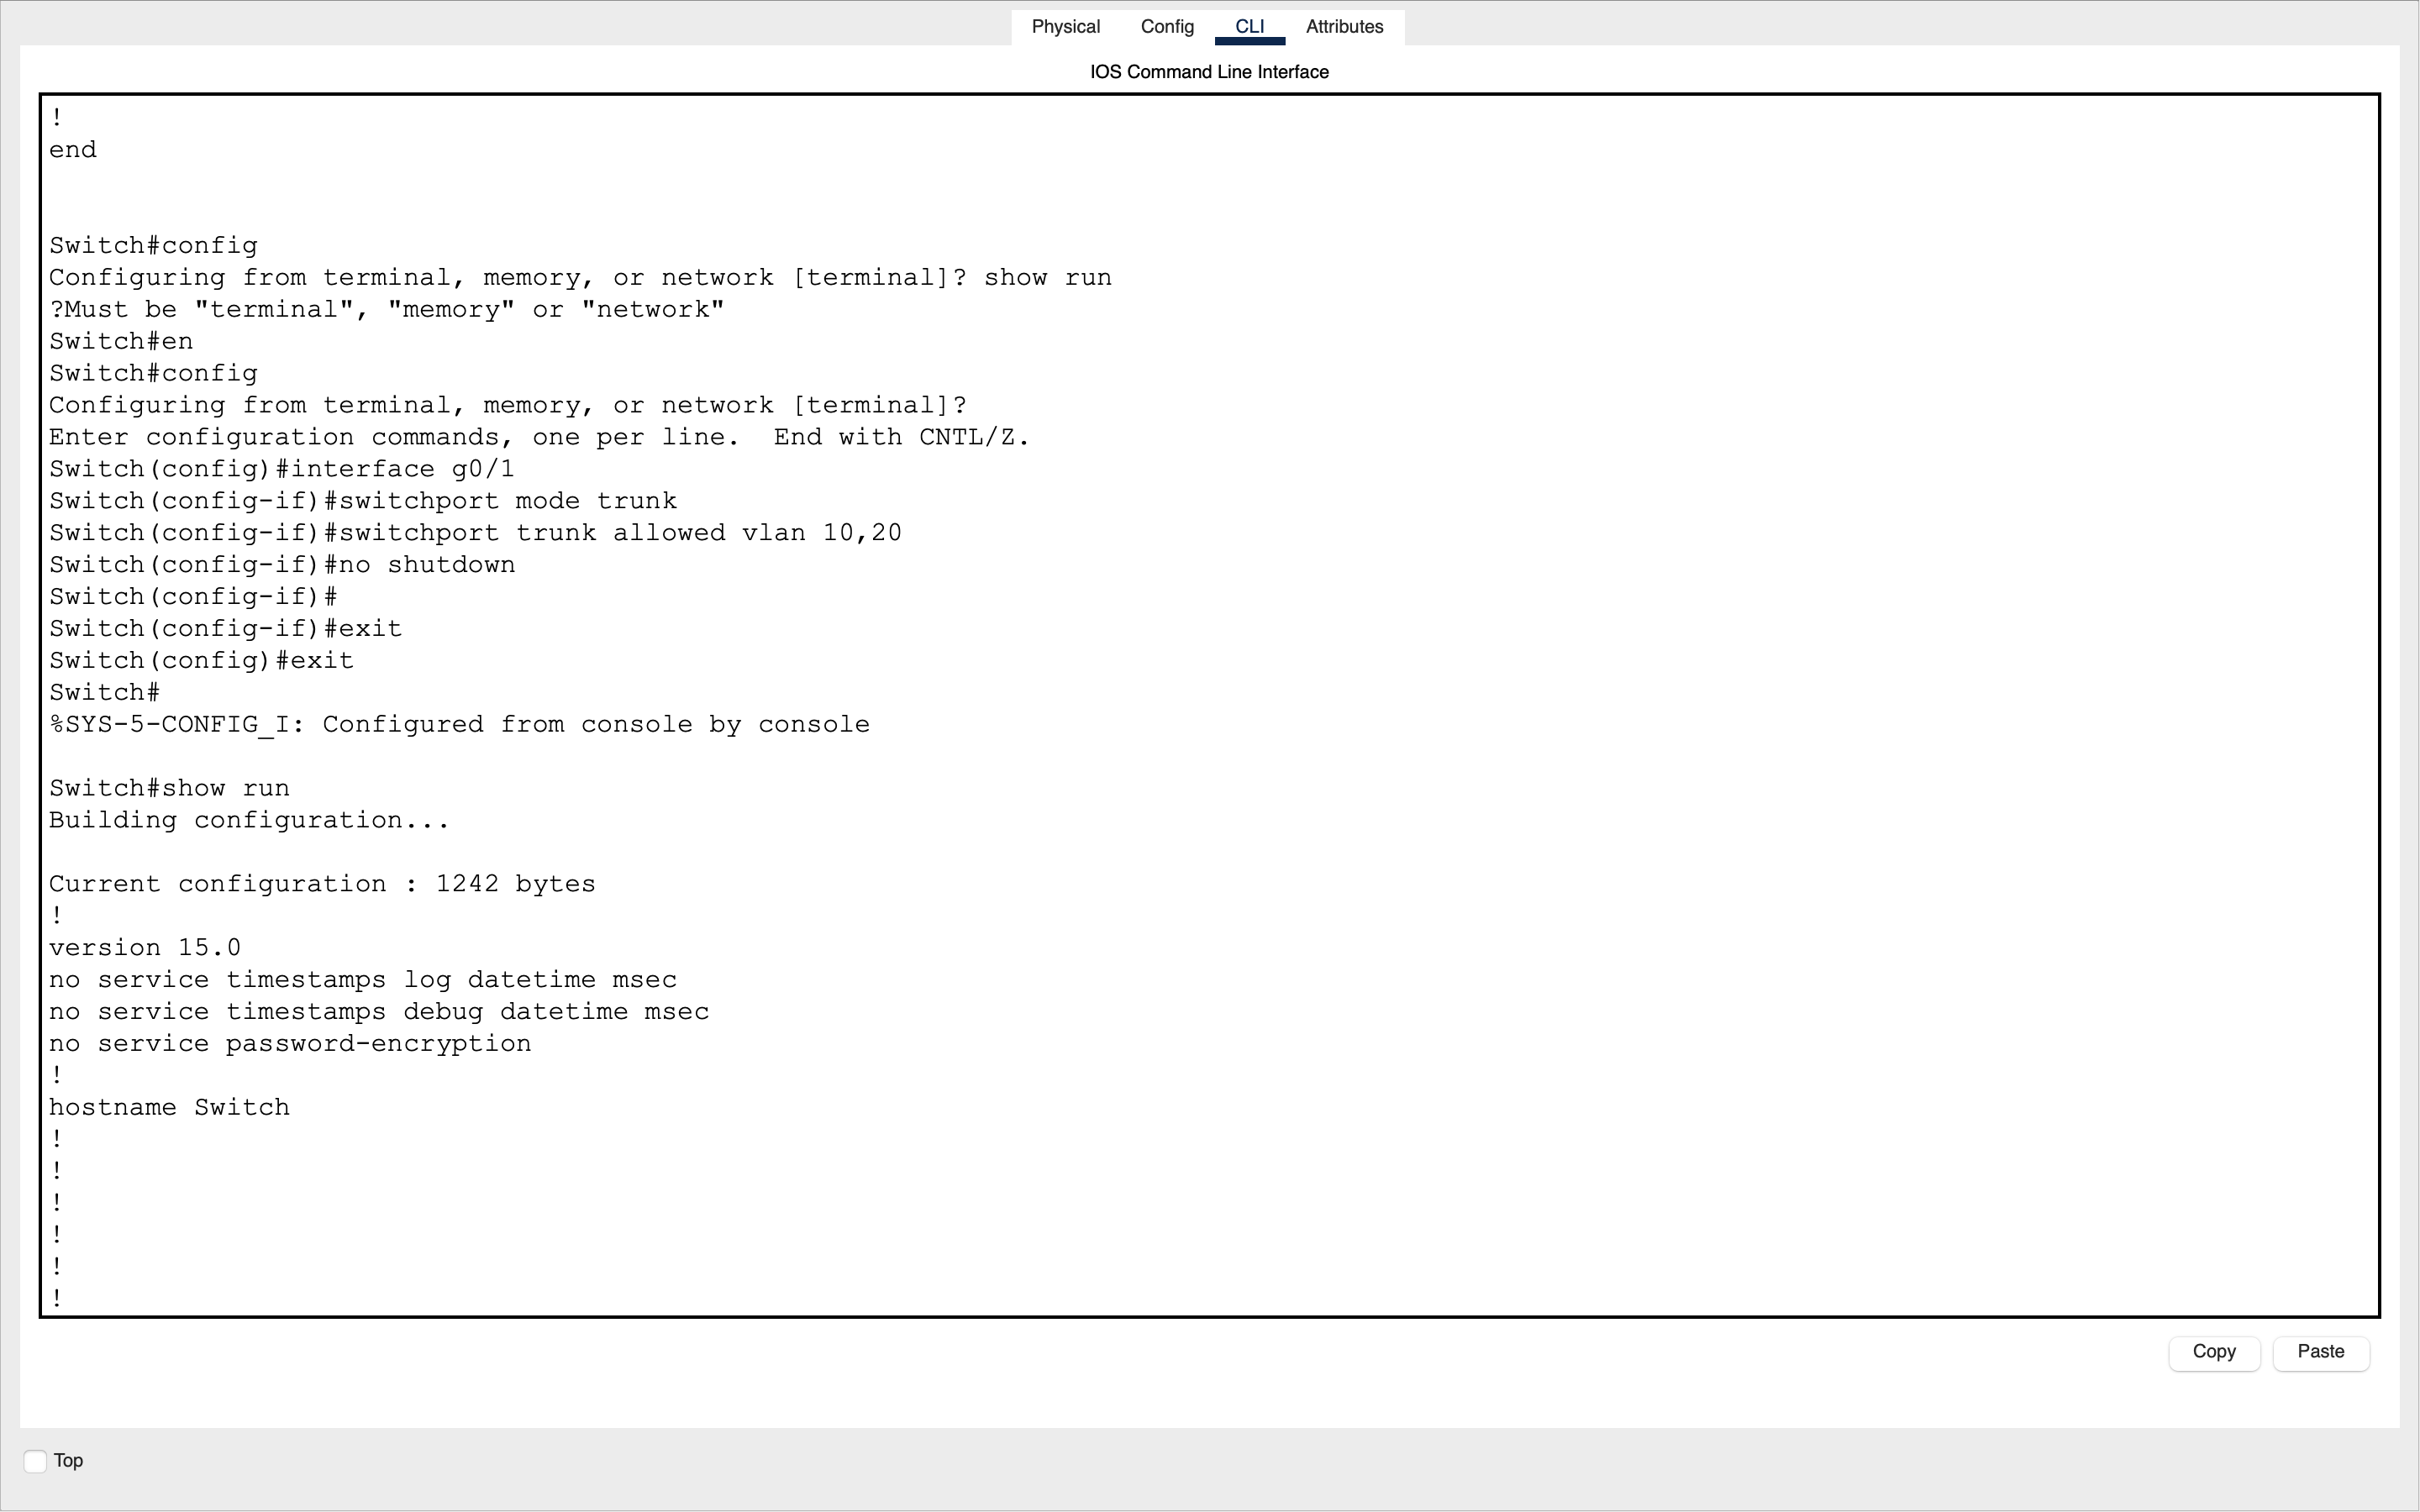 Physical Config CLI Attributes
IOS Command Line Interface
!
end
Switch#config
Configuring from terminal, memory, or network [terminal]? show run
?Must be "terminal", "memory" or "network"
Switch#en
Switch#config
Configuring from terminal, memory, or network [terminal]?
Enter configuration commands, one per line.  End with CNTL/Z.
Switch(config)#interface g0/1
Switch(config-if)#switchport mode trunk
Switch(config-if)#switchport trunk allowed vlan 10,20
Switch(config-if)#no shutdown
Switch(config-if)#
Switch(config-if)#exit
Switch(config)#exit
Switch#
%SYS-5-CONFIG_I: Configured from console by console
Switch#show run
Building configuration...
Current configuration : 1242 bytes
!
version 15.0
no service timestamps log datetime msec
no service timestamps debug datetime msec
no service password-encryption
!
hostname Switch
!
!
!
!
!
!
Copy Paste
Top